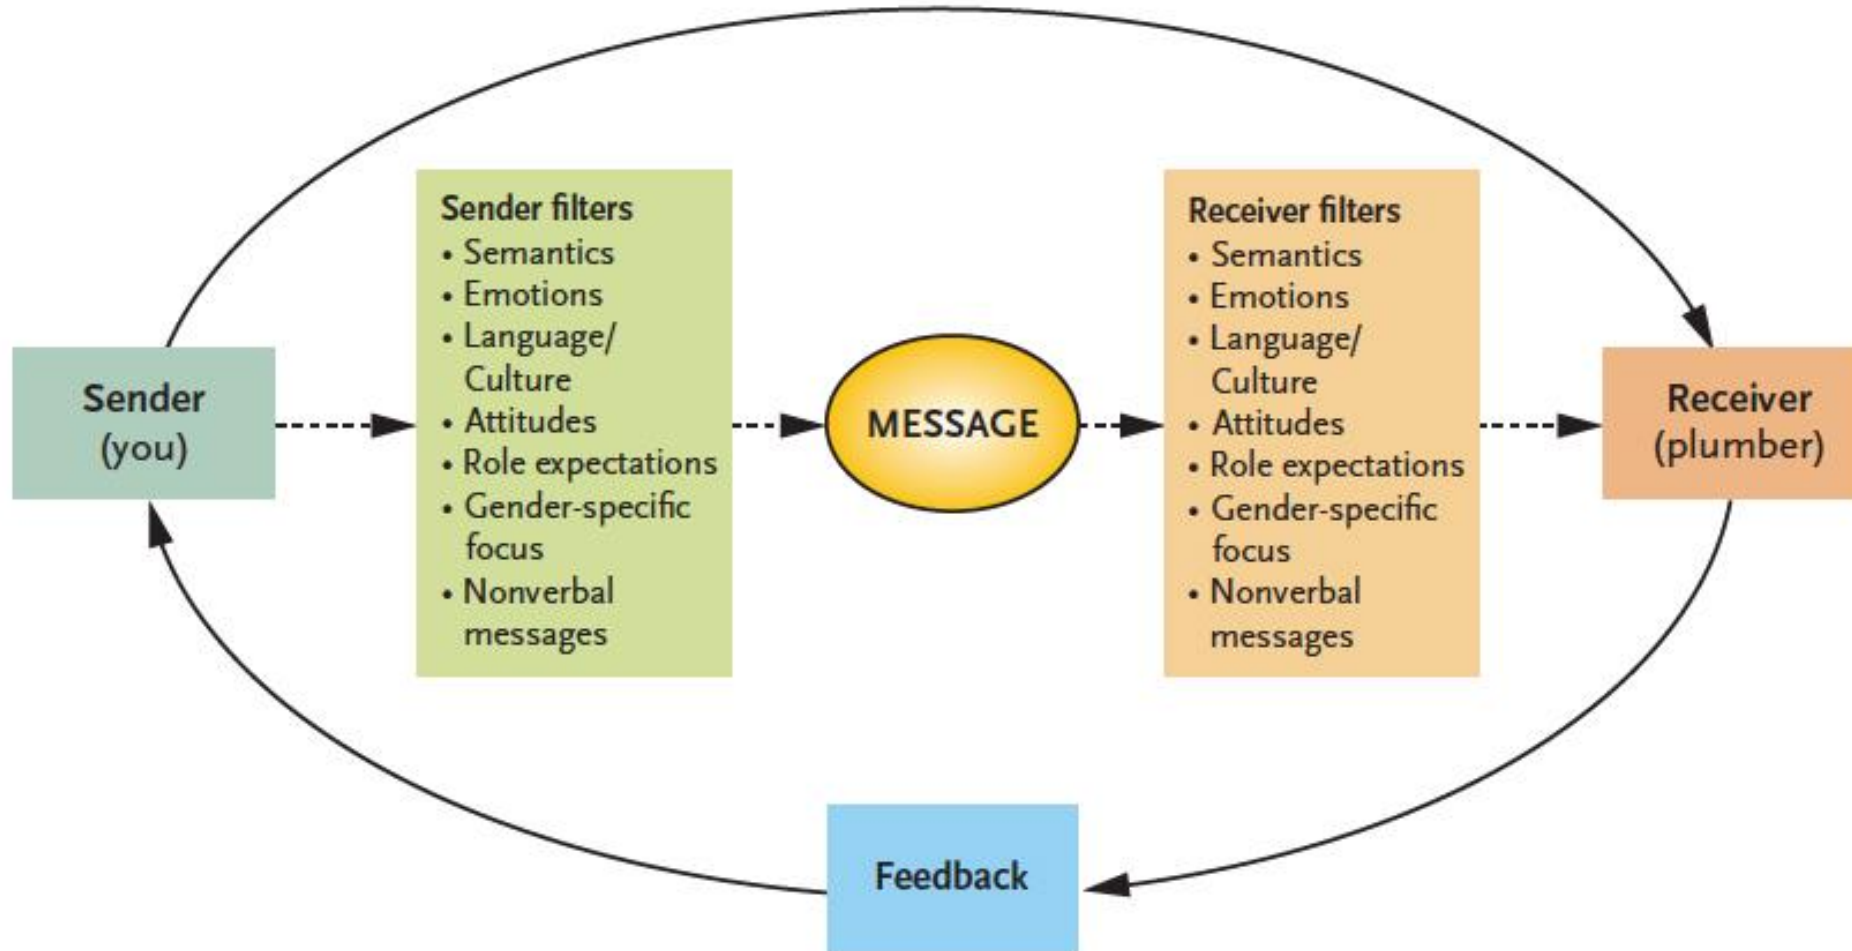 Sender
(you)
Sender filters
• Semantics
• Emotions
• Language/
Culture
• Attitudes
• Role expectations
• Gender-specific
focus
• Nonverbal
messages
MESSAGE
Receiver filters
• Semantics
• Emotions
• Language/
Culture
• Attitudes
• Role expectations
• Gender-specific
focus
• Nonverbal
messages
Receiver
(plumber)
Feedback